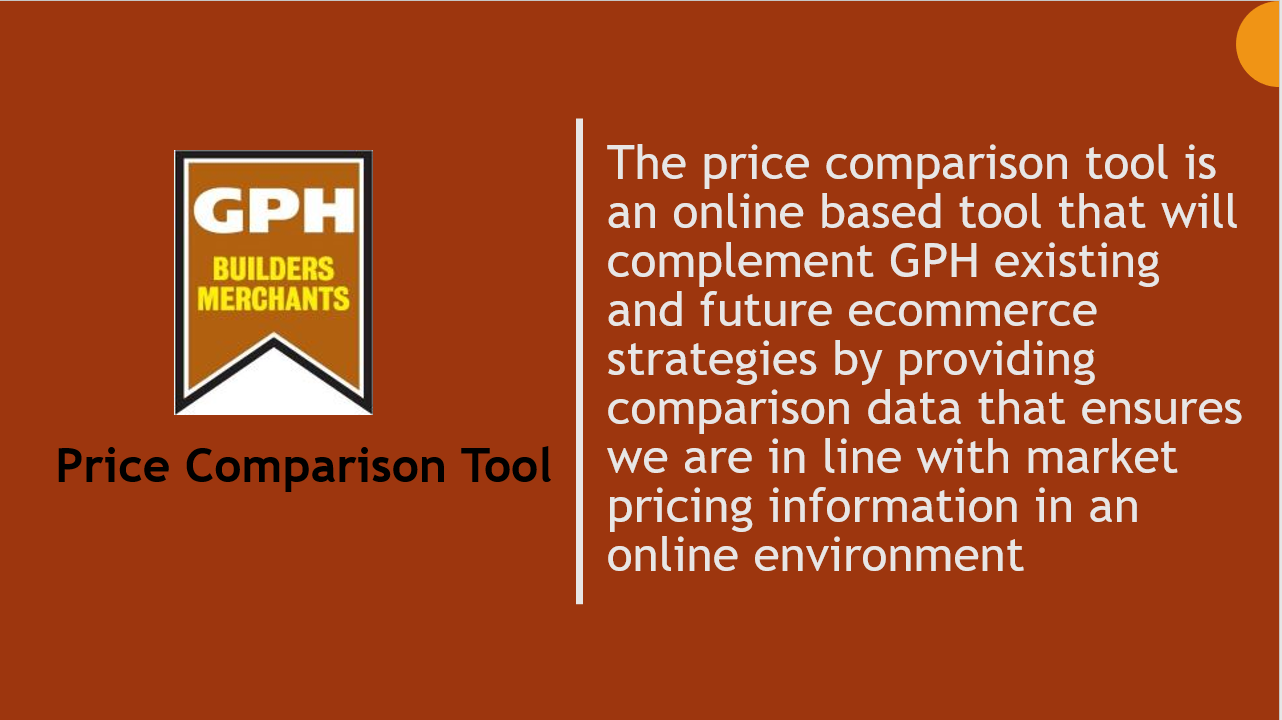 GPH
BUILDERS
MERCHANTS
Price Comparison Tool
The price comparison tool is
an online based tool that will
complement GPH existing
and future ecommerce
strategies by providing
comparison data that ensures
we are in line with market
pricing information in an
online environment